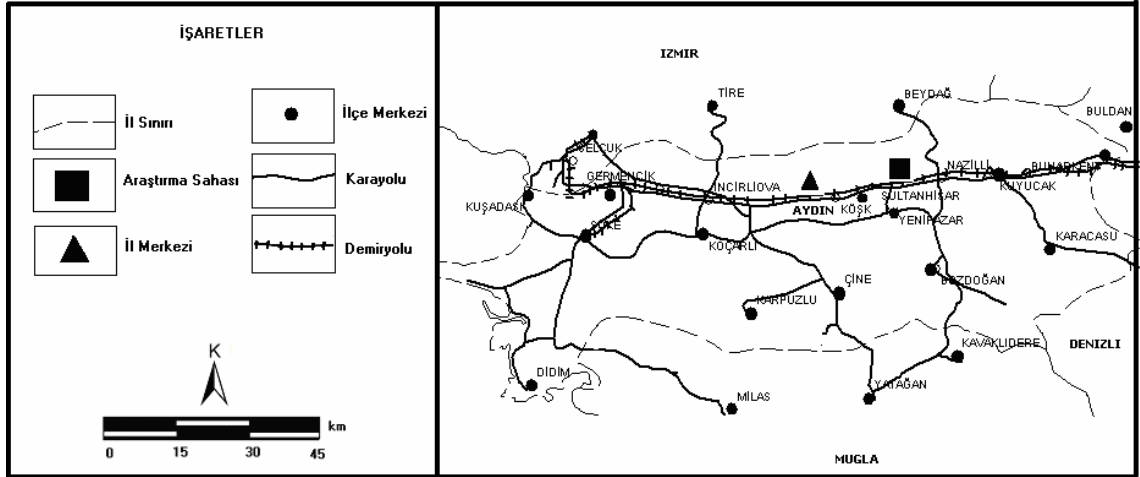 İŞARETLER
İl Sınırı
İlçe Merkezi
Araştırma Sahası
Karayolu
İl Merkezi
Demiryolu
K
km
0 15 30 45
IZMIR
TİRE
BEYDAĞ
BULDAN
SELCUK
GERMENCİK
NAZİLLİ
BUHARKENT
İNCİRLİOVA
KUYUCAK
SULTANHİSAR
KUŞADASI
AYDIN
KÖŞK
YENİPAZAR
SÖKE
KOÇARLI
KARACASU
ÇİNE
BOZDOĞAN
KARPUZLU
KAVAKLIDERE
DENIZLI
DİDİM
YATAĞAN
MİLAS
MUGLA